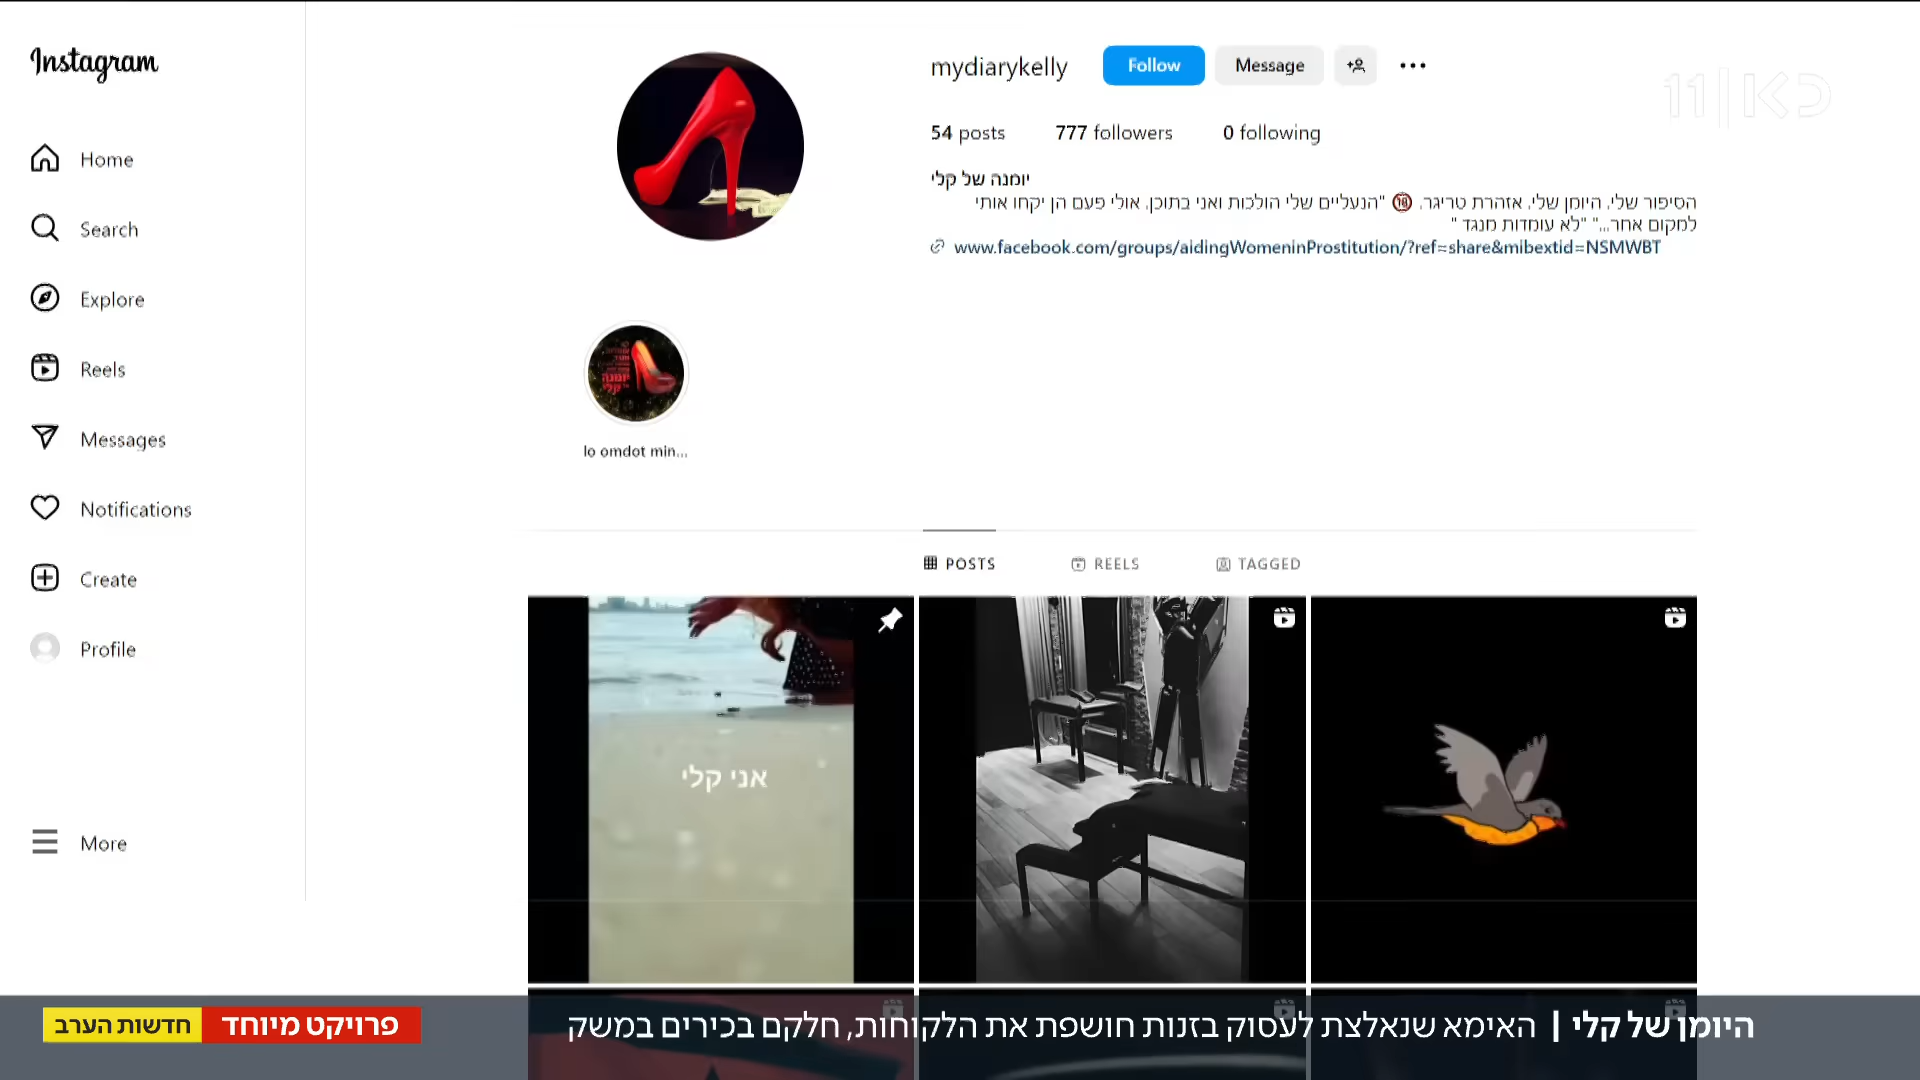 Instagram
Home
Search
Explore
Reels
Messages
Notifications
Create
Profile
More
mydiarykelly
Follow
Message
54 posts
777 followers
0 following
יומנה של קלי
הסיפור שלי, היומן שלי. אזהרת טריגר. 🔞 "הנעליים שלי הולכות ואני בתוכן. אולי פעם הן יקחו אותי
למקום אחר..." "לא עומדות מנגד "
www.facebook.com/groups/aidingWomeninProstitution/?ref=share&mibextid=NSMWBT
כאן 11
יומנה
קלי
lo omdot min...
POSTS
REELS
TAGGED
אני קלי
היומן של קלי | האימא שנאלצת לעסוק בזנות חושפת את הלקוחות, חלקם בכירים במשק
פרויקט מיוחד
חדשות הערב